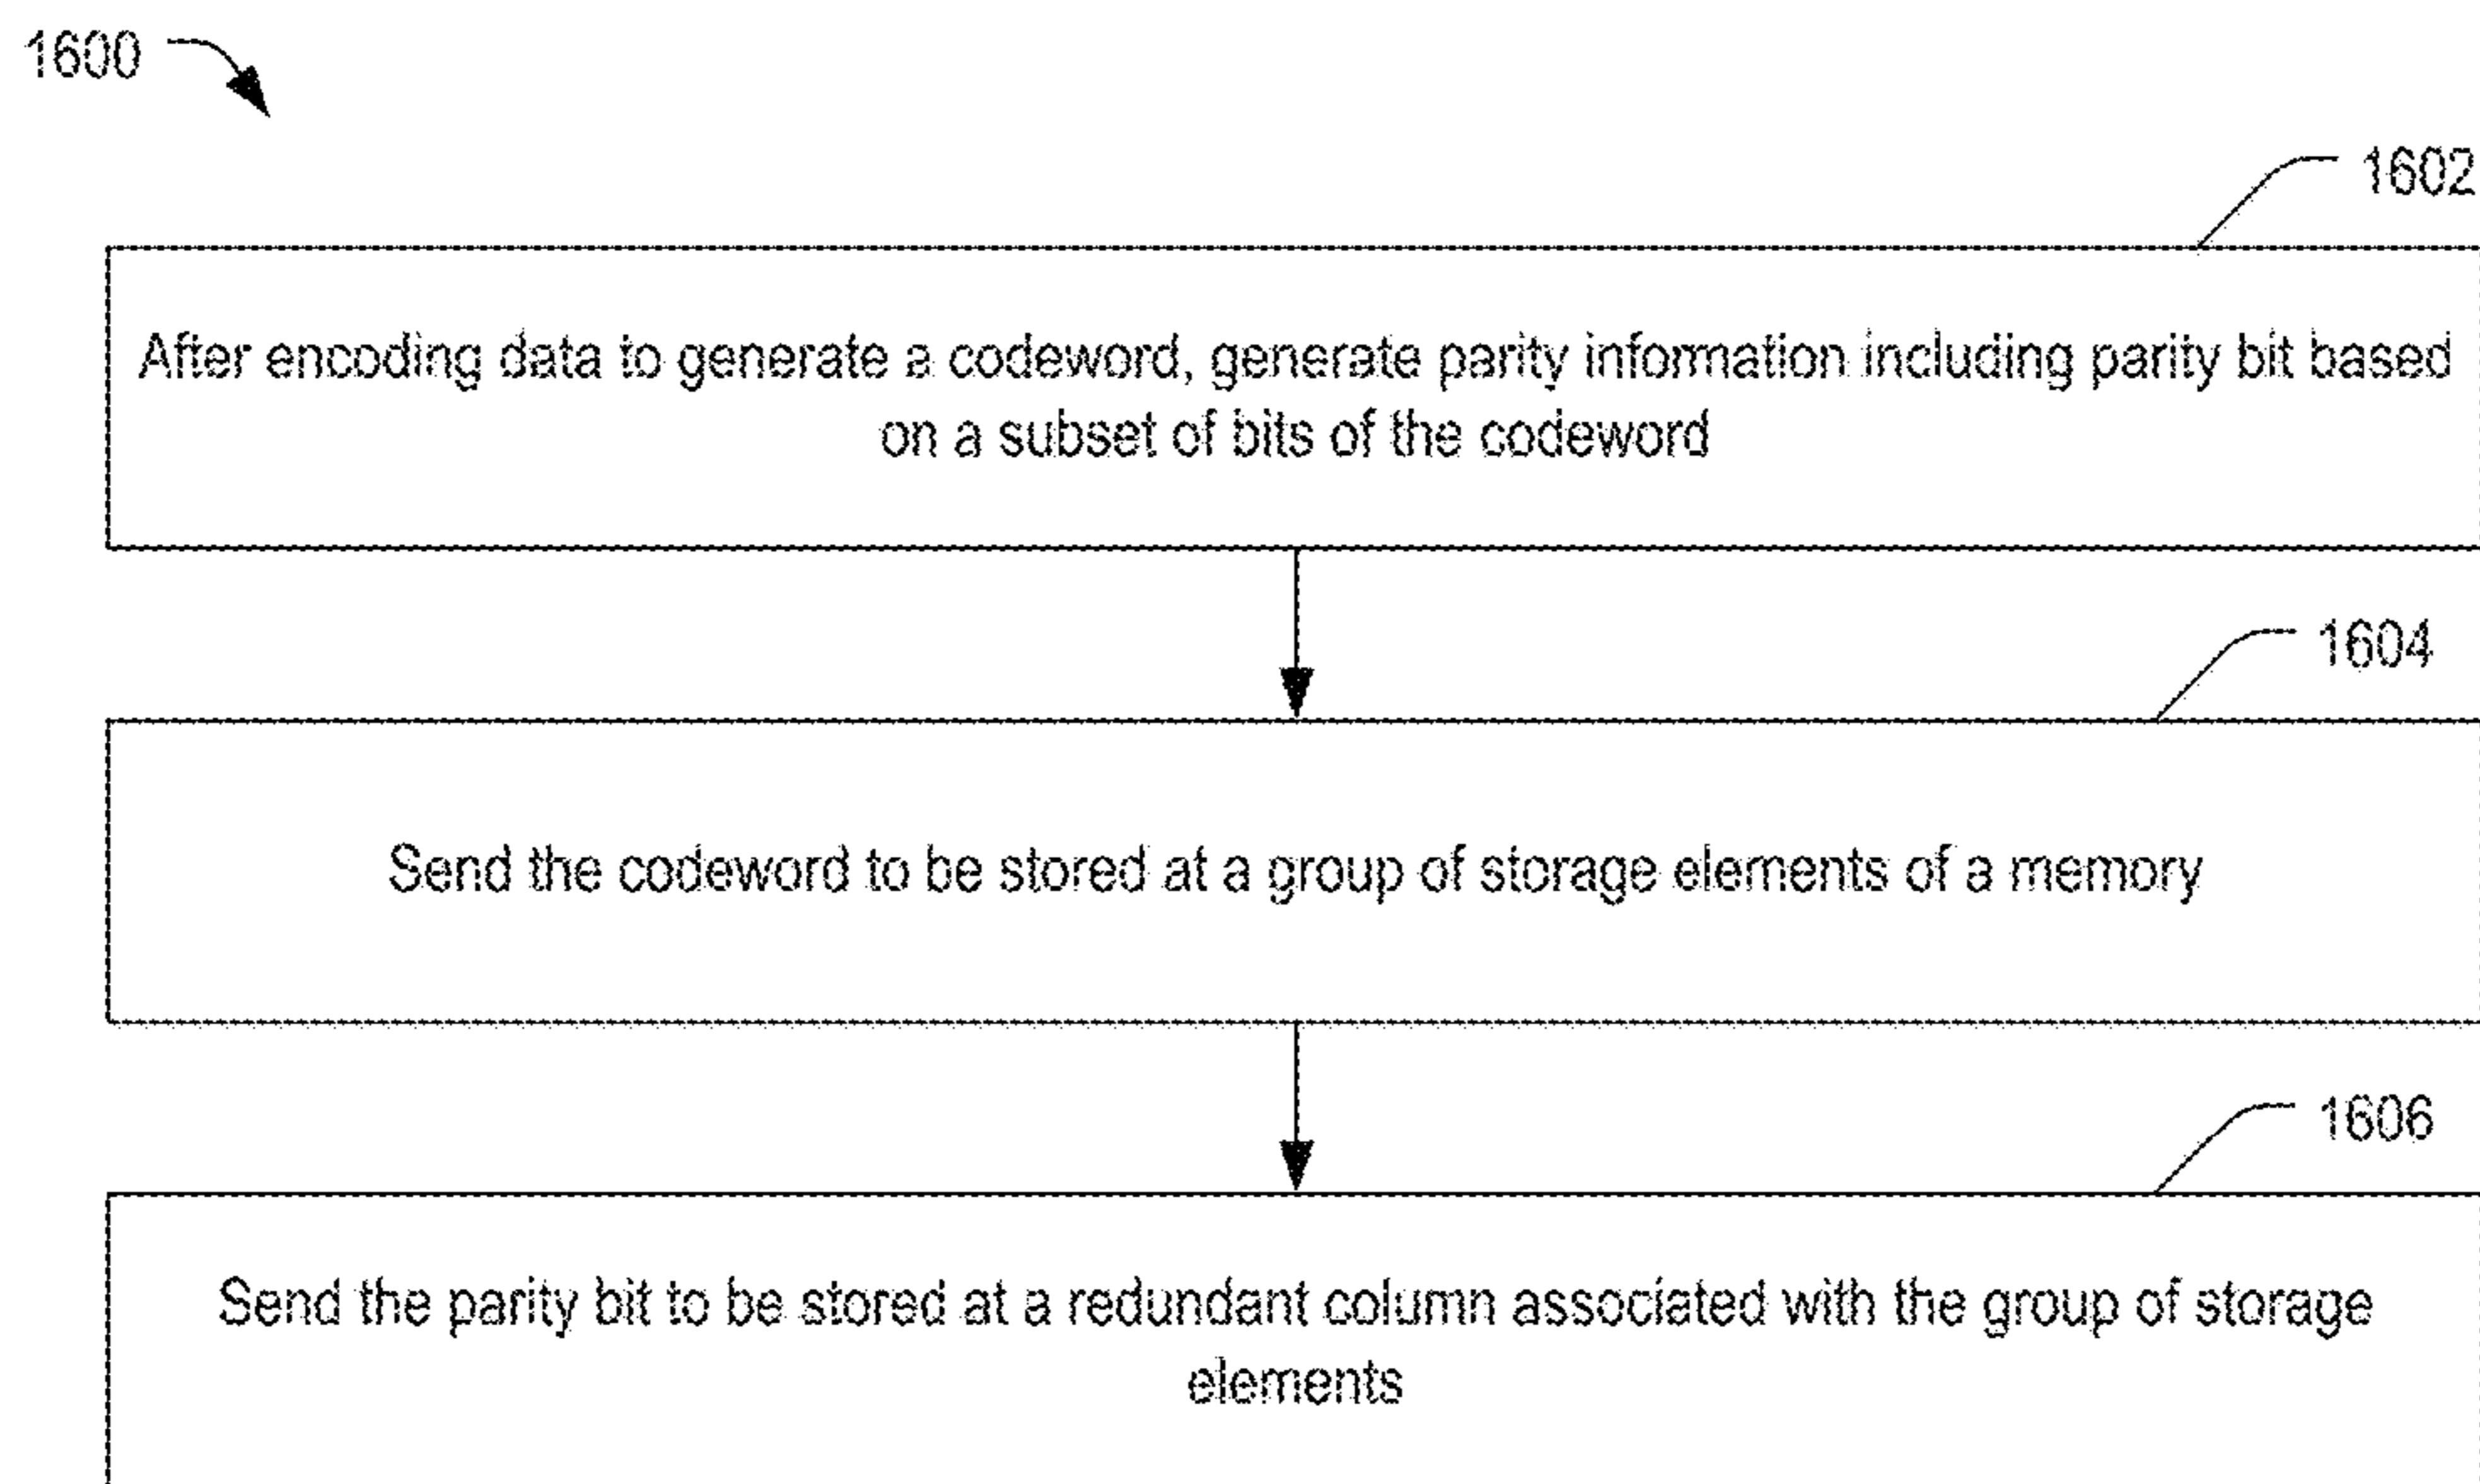 1600
1602
After encoding data to generate a codeword, generate parity information including parity bit based
on a subset of bits of the codeword
1604
Send the codeword to be stored at a group of storage elements of a memory
1606
Send the parity bit to be stored at a redundant column associated with the group of storage
elements